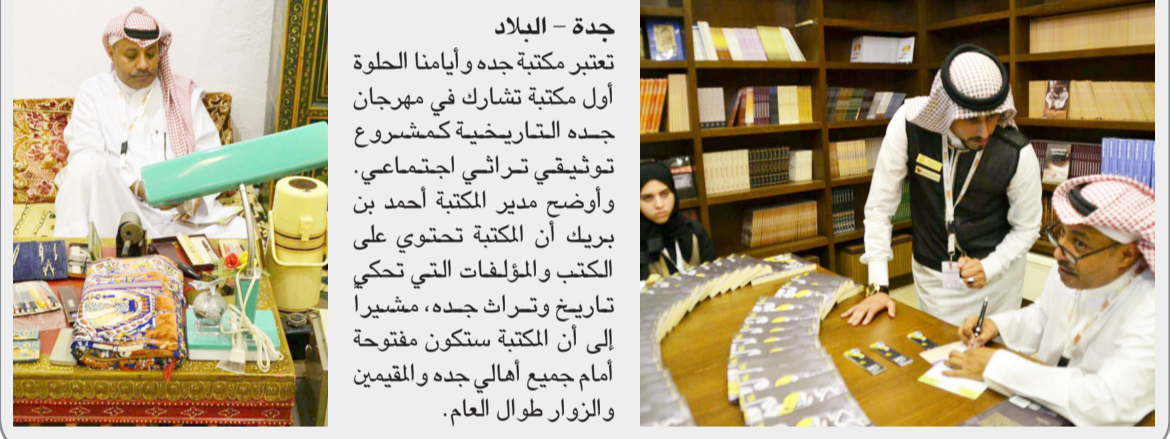 جدة – البلاد
تعتبر مكتبة جده وأيامنا الحلوة
أول مكتبة تشارك في مهرجان
جده التاريخية كمشروع
توثيقي تراثي اجتماعي.
وأوضح مدير المكتبة أحمد بن
بريك أن المكتبة تحتوي على
الكتب والمؤلفات التي تحكي
تاريخ وتراث جده، مشيراً
إلى أن المكتبة ستكون مفتوحة
أمام جميع أهالي جده والمقيمين
والزوار طوال العام.